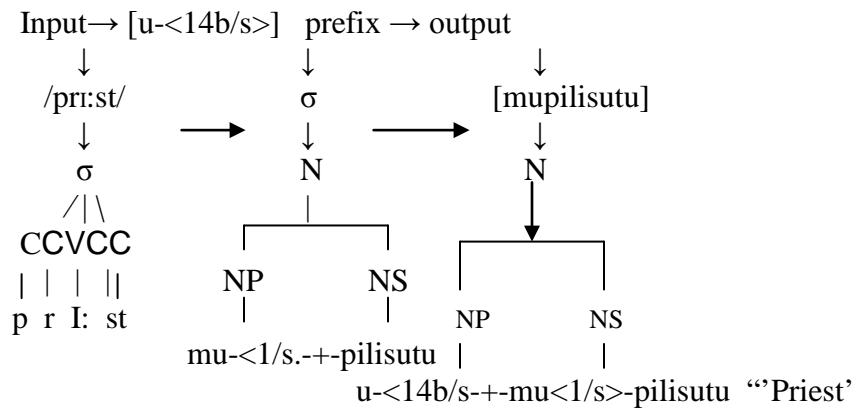 Input→ [u-<14b/s>] prefix → output
↓ ↓ ↓
/prɪ:st/ σ [mupilisutu]
↓ ↓ ↓
σ N N
CCVCC
NP NS
p r I: st NP NS
mu-<1/s.-+-pilisutu
u-<14b/s-+-mu<1/s>-pilisutu “’Priest’